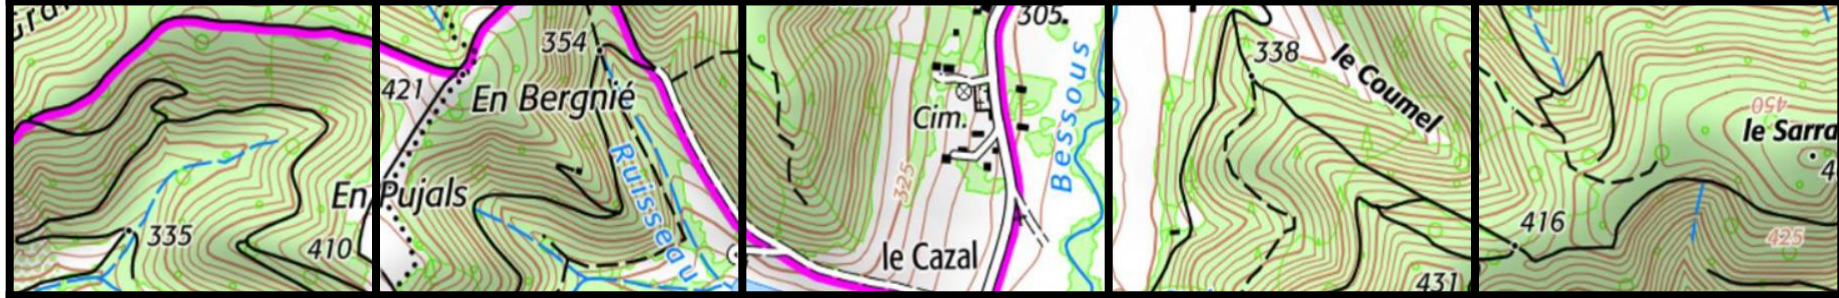 421
354
En Bergnié
En Pujals
335
410
Ruisseau
305
Cim.
325
Bessous
le Cazal
338
le Coumel
431
450
le Sarra
416
425